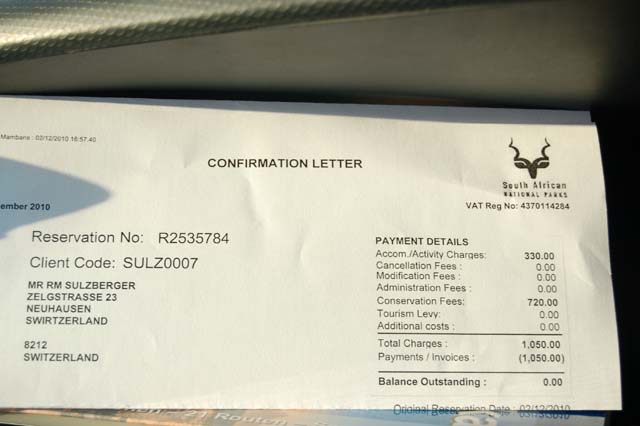 Mambane : 02/12/2010 16:57:40
CONFIRMATION LETTER
South African
NATIONAL PARKS
VAT Reg No: 4370114284
ember 2010
Reservation No: R2535784
Client Code: SULZ0007
MR RM SULZBERGER
ZELGSTRASSE 23
NEUHAUSEN
SWIRTZERLAND
8212
SWITZERLAND
PAYMENT DETAILS
Accom./Activity Charges: 330.00
Cancellation Fees : 0.00
Modification Fees : 0.00
Administration Fees : 0.00
Conservation Fees: 720.00
Tourism Levy: 0.00
Additional costs : 0.00
Total Charges : 1,050.00
Payments / Invoices : (1,050.00)
Balance Outstanding : 0.00
Original Reservation Date : 02/12/2010